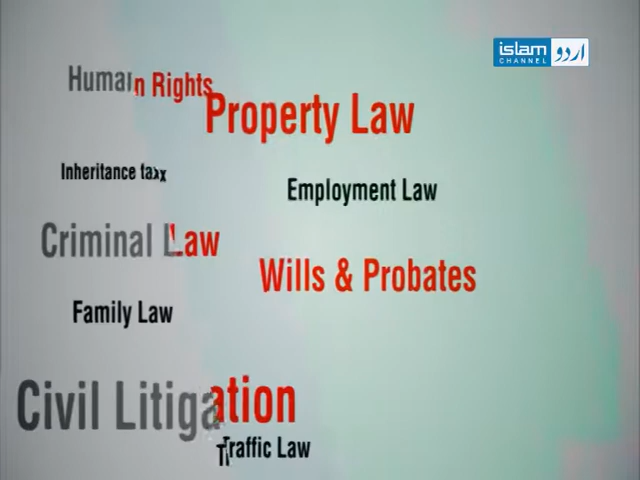 islam اردو
CHANNEL
Human Rights
Property Law
Inheritance tax
Employment Law
Criminal Law
Wills & Probates
Family Law
Civil Litigation
Traffic Law